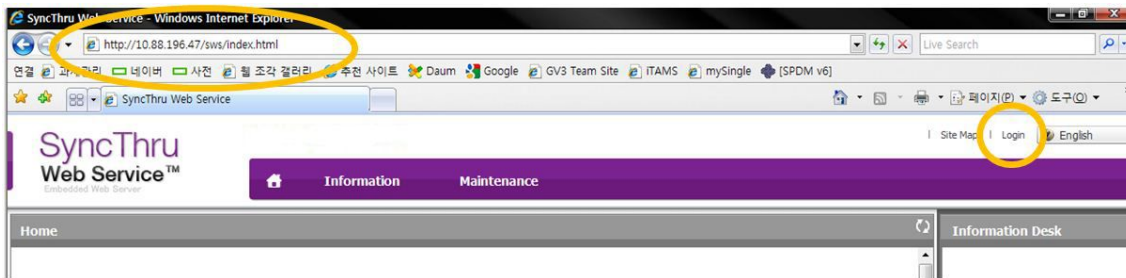 SyncThru Web Service - Windows Internet Explorer
http://10.88.196.47/sws/index.html
Live Search
연결 과제관리 네이버 사전 웹 조각 갤러리 추천 사이트 Daum Google GV3 Team Site iTAMS mySingle [SPDM v6]
SyncThru Web Service
페이지(P) 도구(O)
SyncThru
Web Service™
Embedded Web Server
Site Map | Login English
Information Maintenance
Home
Information Desk